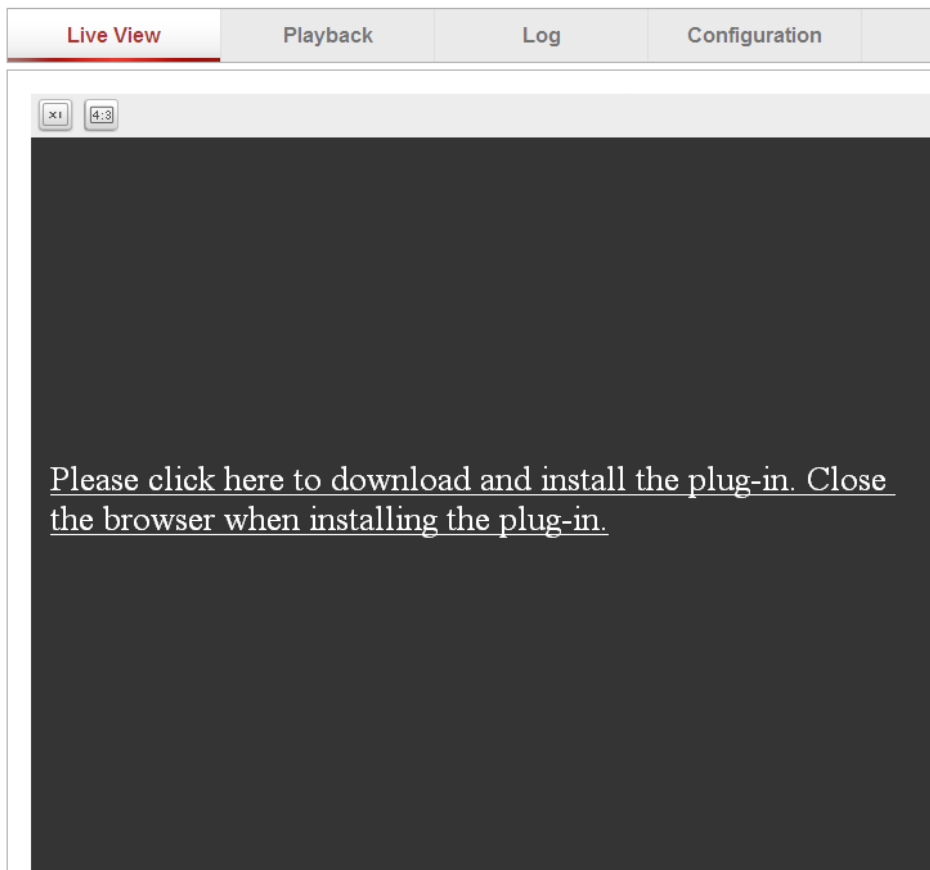 Live View Playback Log Configuration
X1 4:3
Please click here to download and install the plug-in. Close
the browser when installing the plug-in.